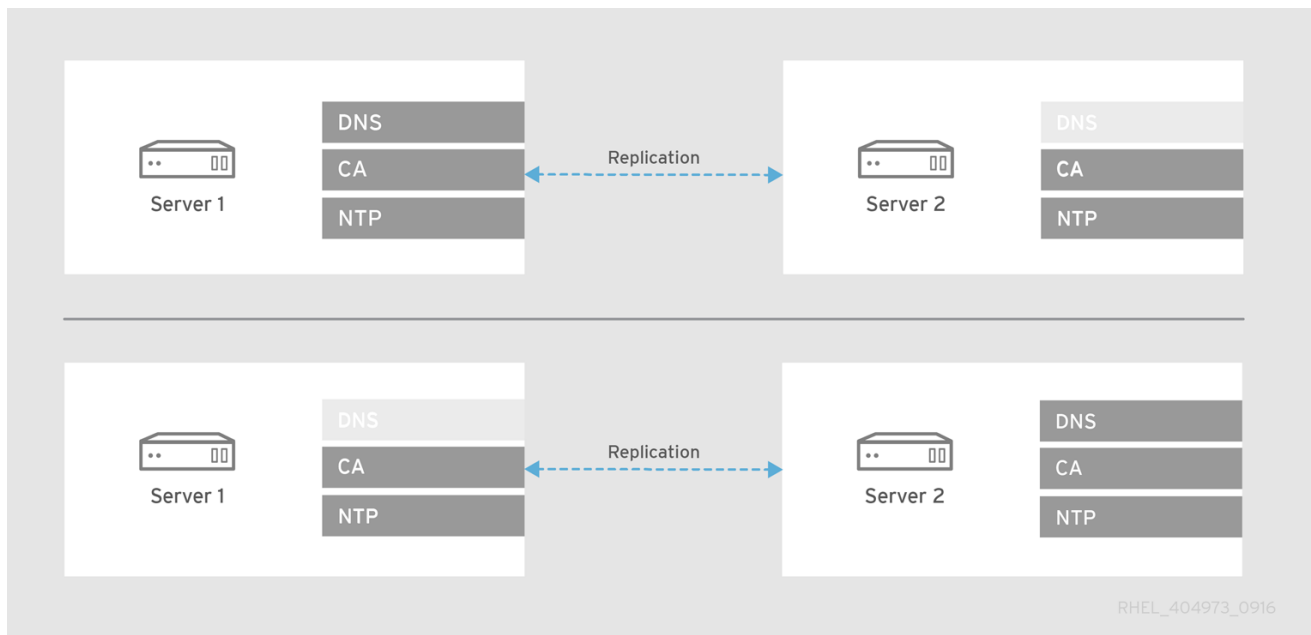 DNS
CA
NTP
Server 1
Replication
DNS
CA
NTP
Server 2
DNS
CA
NTP
Server 1
Replication
DNS
CA
NTP
Server 2
RHEL_404973_0916